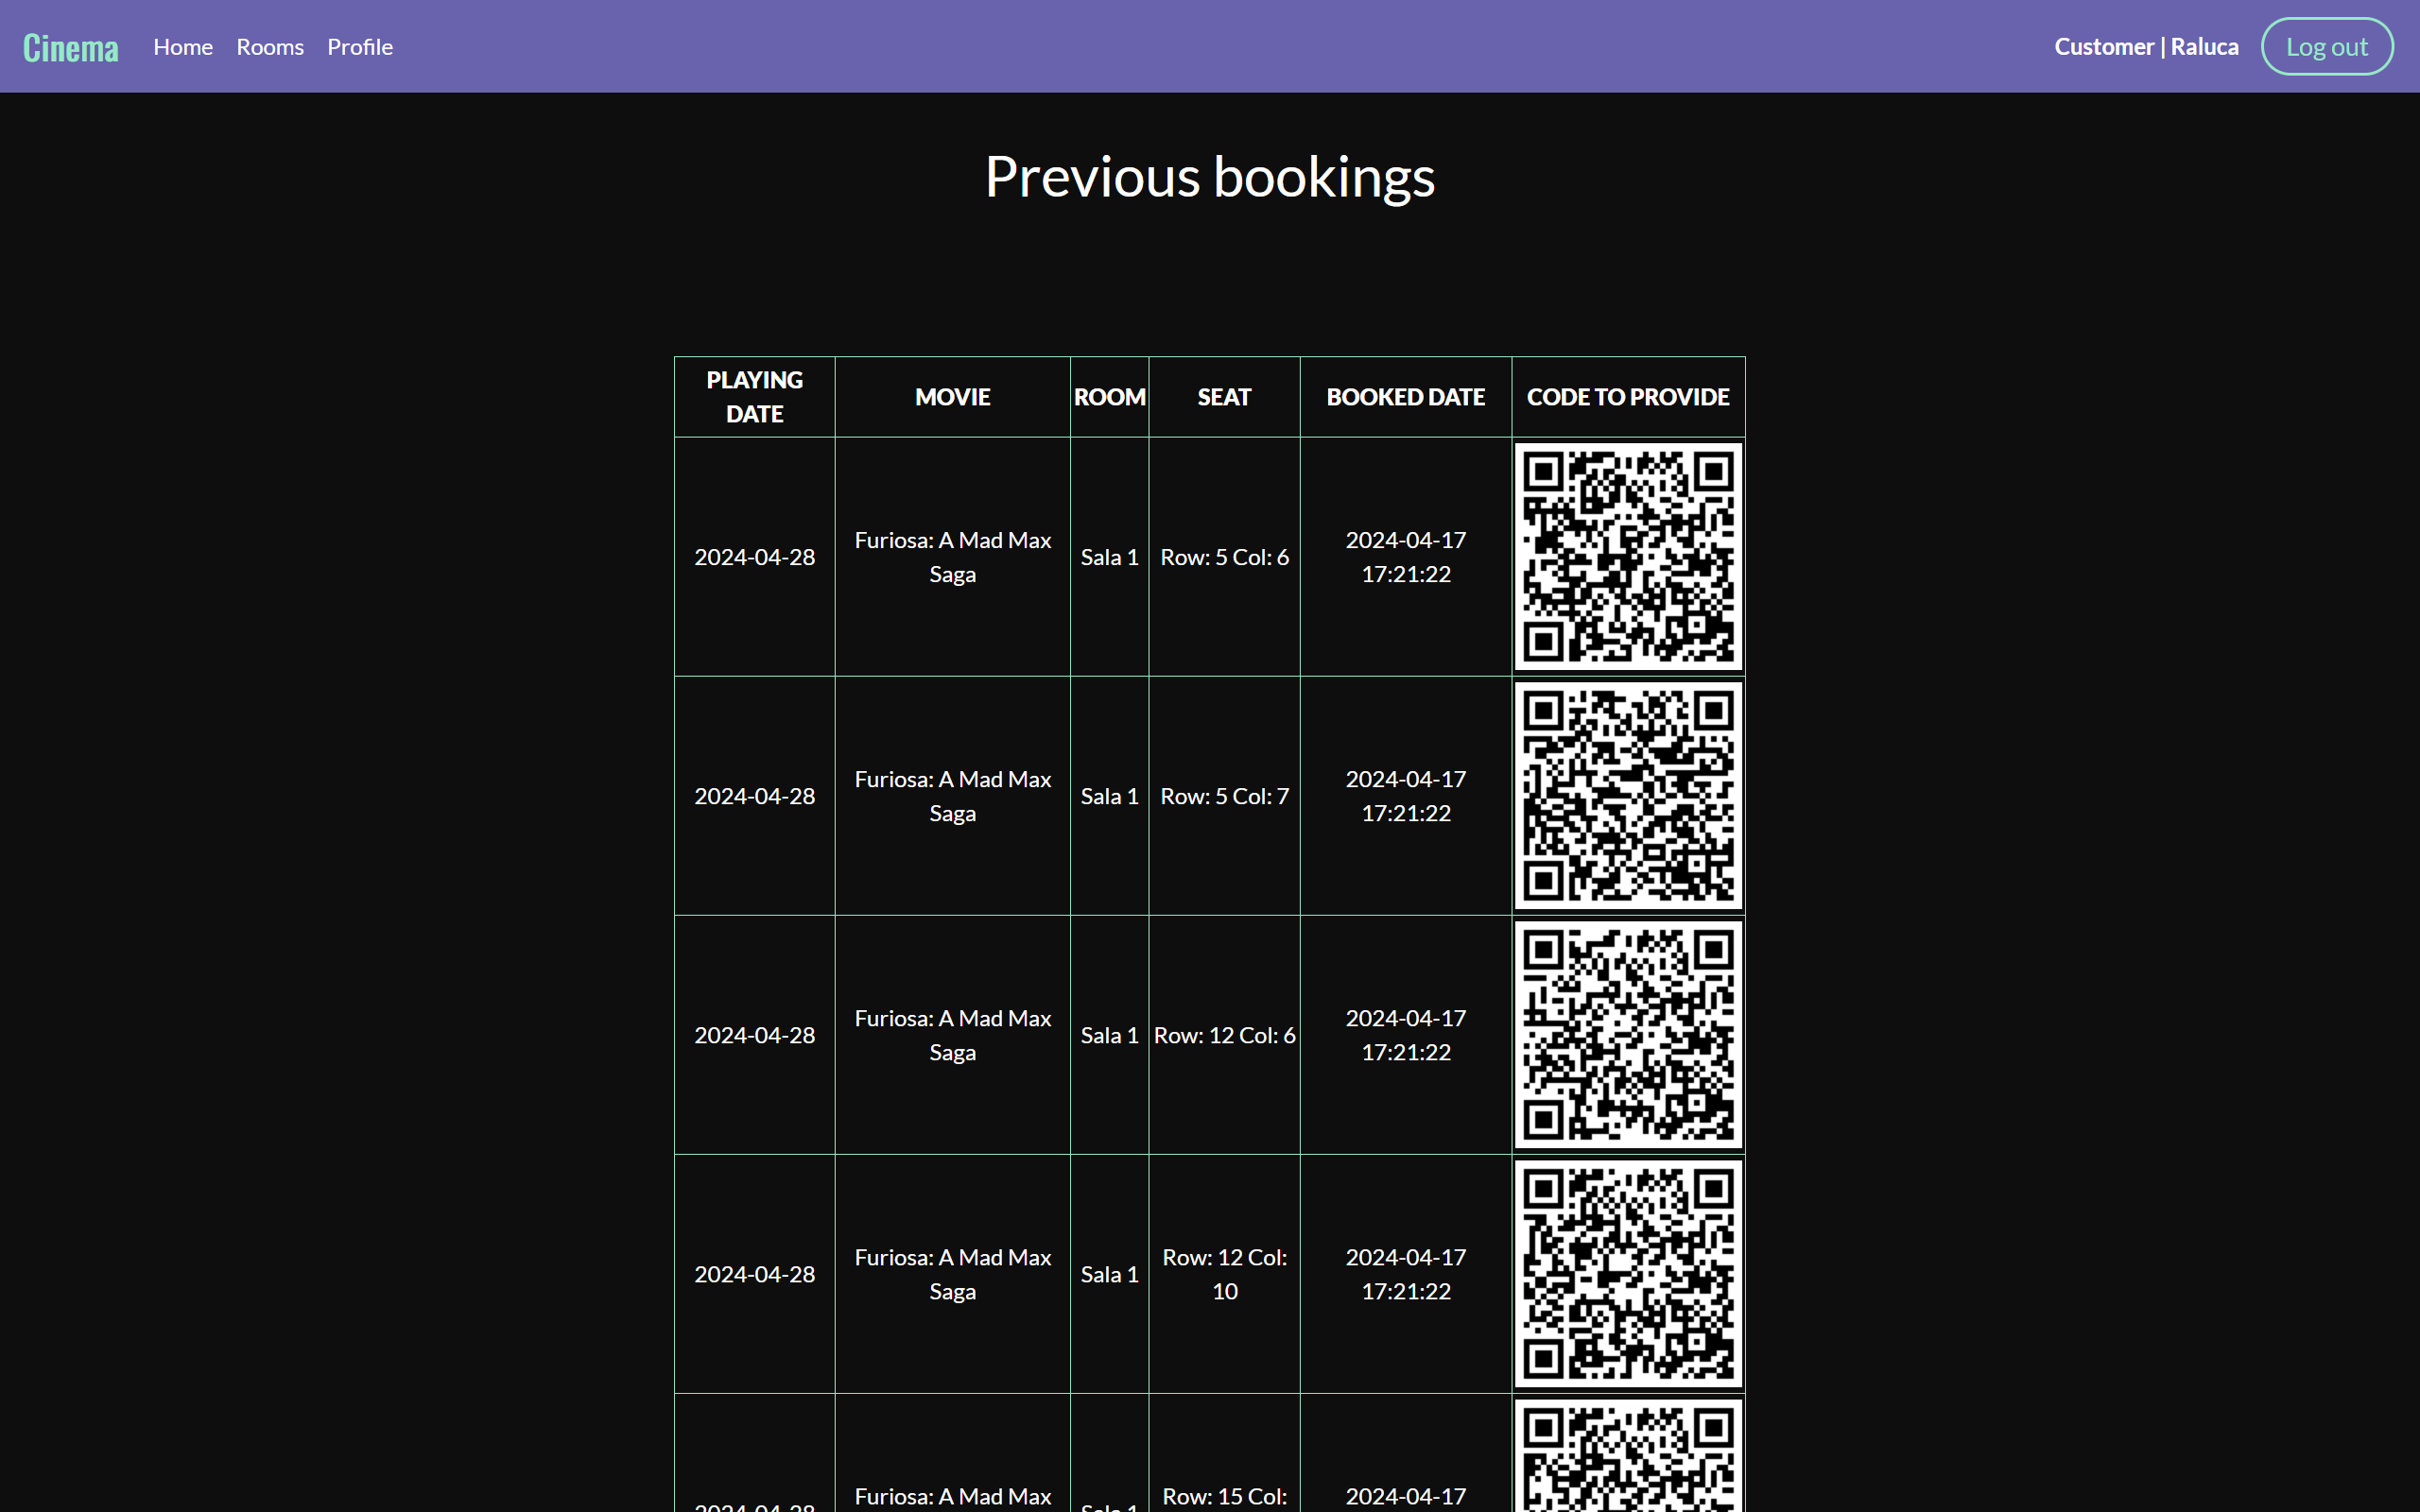 Cinema Home Rooms Profile Customer | Raluca Log out
Previous bookings
PLAYING DATE MOVIE ROOM SEAT BOOKED DATE CODE TO PROVIDE
2024-04-28 Furiosa: A Mad Max Saga Sala 1 Row: 5 Col: 6 2024-04-17 17:21:22
2024-04-28 Furiosa: A Mad Max Saga Sala 1 Row: 5 Col: 7 2024-04-17 17:21:22
2024-04-28 Furiosa: A Mad Max Saga Sala 1 Row: 12 Col: 6 2024-04-17 17:21:22
2024-04-28 Furiosa: A Mad Max Saga Sala 1 Row: 12 Col: 10 2024-04-17 17:21:22
Furiosa: A Mad Max Row: 15 Col: 2024-04-17